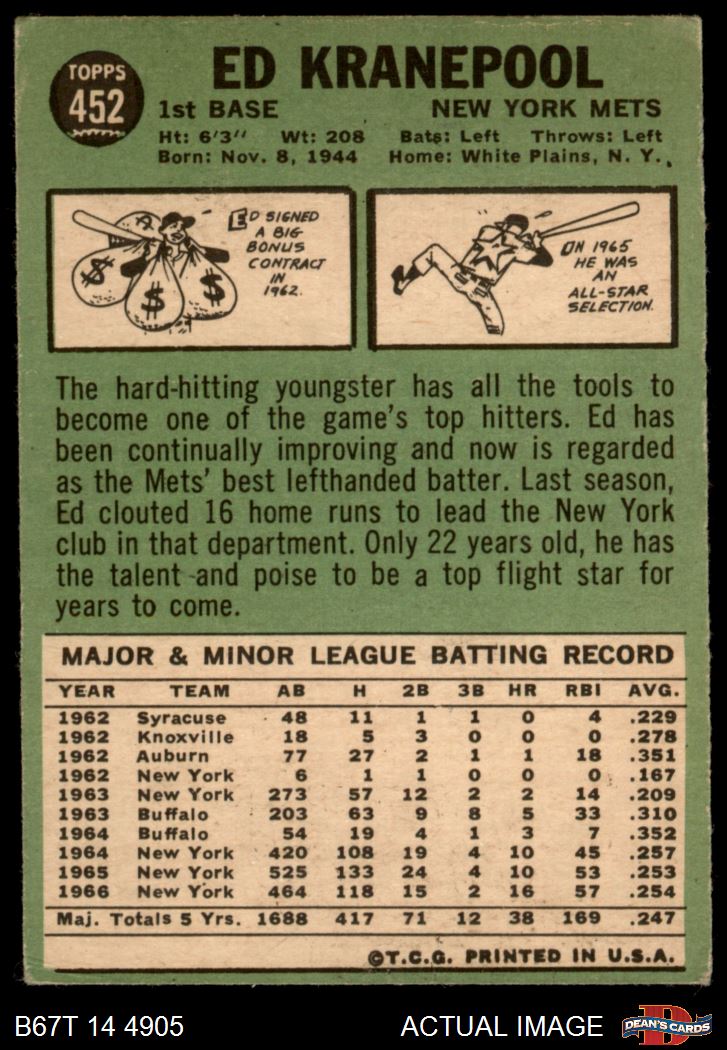 TOPPS
452
ED KRANEPOOL
1st BASE NEW YORK METS
Ht: 6'3" Wt: 208 Bats: Left Throws: Left
Born: Nov. 8, 1944 Home: White Plains, N. Y.
ED SIGNED
A BIG
BONUS
CONTRACT
IN
1962.
$ $ $
IN 1965
HE WAS
AN
ALL-STAR
SELECTION.
The hard-hitting youngster has all the tools to
become one of the game's top hitters. Ed has
been continually improving and now is regarded
as the Mets' best lefthanded batter. Last season,
Ed clouted 16 home runs to lead the New York
club in that department. Only 22 years old, he has
the talent and poise to be a top flight star for
years to come.
MAJOR & MINOR LEAGUE BATTING RECORD
YEAR TEAM AB H 2B 3B HR RBI AVG.
1962 Syracuse 48 11 1 1 0 4 .229
1962 Knoxville 18 5 3 0 0 0 .278
1962 Auburn 77 27 2 1 1 18 .351
1962 New York 6 1 1 0 0 0 .167
1963 New York 273 57 12 2 2 14 .209
1963 Buffalo 203 63 9 8 5 33 .310
1964 Buffalo 54 19 4 1 3 7 .352
1964 New York 420 108 19 4 10 45 .257
1965 New York 525 133 24 4 10 53 .253
1966 New York 464 118 15 2 16 57 .254
Maj. Totals 5 Yrs. 1688 417 71 12 38 169 .247
©T.C.G. PRINTED IN U.S.A.
B67T 14 4905 ACTUAL IMAGE
D
DEAN'S CARDS